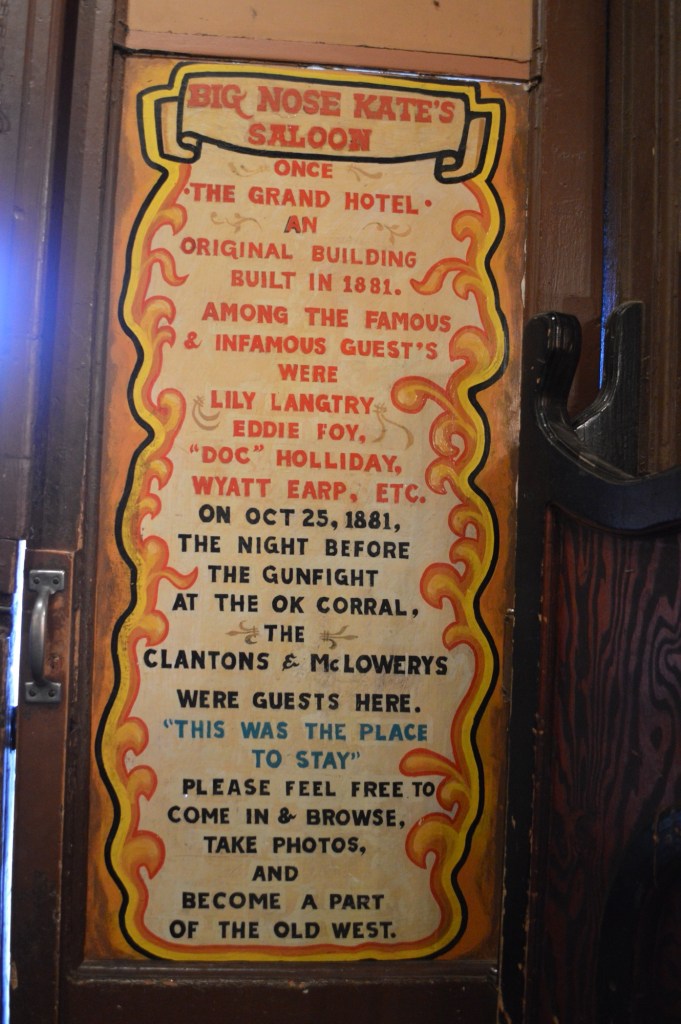 BIG NOSE KATE'S
SALOON
ONCE
·THE GRAND HOTEL·
AN
ORIGINAL BUILDING
BUILT IN 1881.
AMONG THE FAMOUS
& INFAMOUS GUEST'S
WERE
LILY LANGTRY
EDDIE FOY,
"DOC" HOLLIDAY,
WYATT EARP, ETC.
ON OCT 25, 1881,
THE NIGHT BEFORE
THE GUNFIGHT
AT THE OK CORRAL,
THE
CLANTONS & McLOWERYS
WERE GUESTS HERE.
"THIS WAS THE PLACE
TO STAY"
PLEASE FEEL FREE TO
COME IN & BROWSE,
TAKE PHOTOS,
AND
BECOME A PART
OF THE OLD WEST.